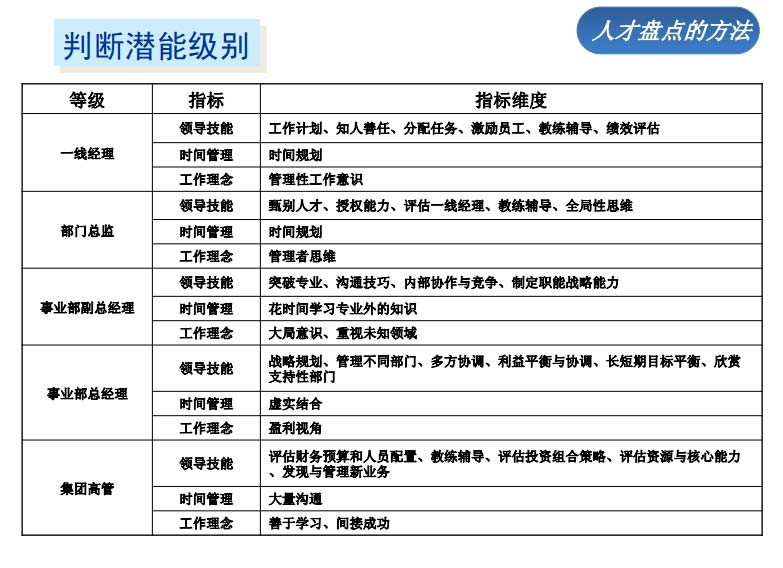 人才盘点的方法
判断潜能级别
等级 指标 指标维度
一线经理 领导技能 工作计划、知人善任、分配任务、激励员工、教练辅导、绩效评估
时间管理 时间规划
工作理念 管理性工作意识
部门总监 领导技能 甄别人才、授权能力、评估一线经理、教练辅导、全局性思维
时间管理 时间规划
工作理念 管理者思维
事业部副总经理 领导技能 突破专业、沟通技巧、内部协作与竞争、制定职能战略能力
时间管理 花时间学习专业外的知识
工作理念 大局意识、重视未知领域
事业部总经理 领导技能 战略规划、管理不同部门、多方协调、利益平衡与协调、长短期目标平衡、欣赏
支持性部门
时间管理 虚实结合
工作理念 盈利视角
集团高管 领导技能 评估财务预算和人员配置、教练辅导、评估投资组合策略、评估资源与核心能力
、发现与管理新业务
时间管理 大量沟通
工作理念 善于学习、间接成功